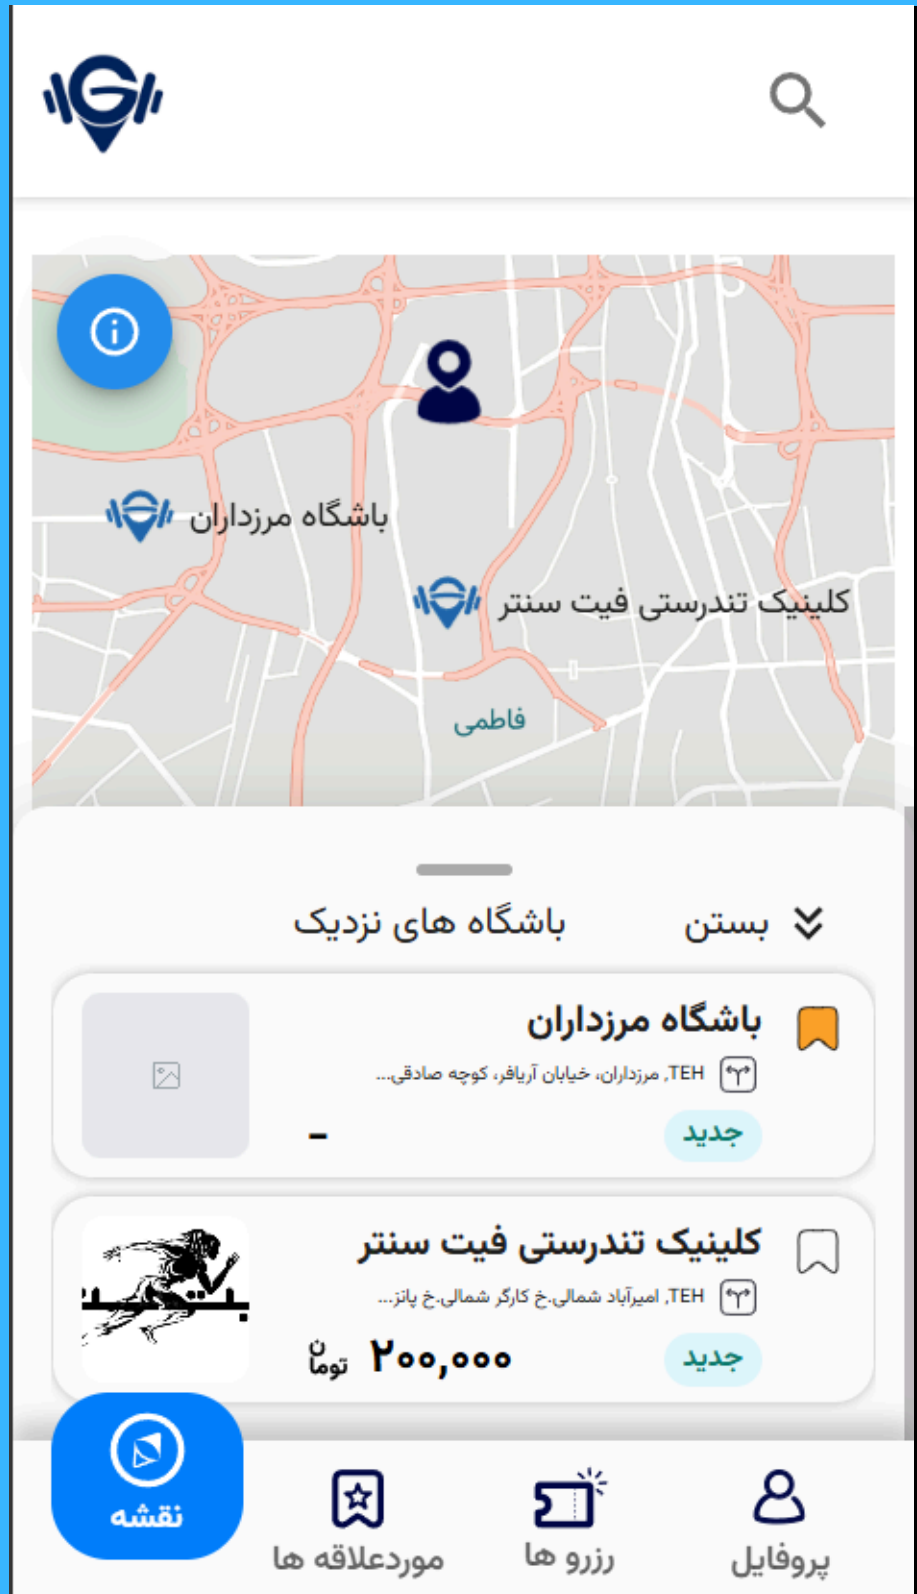 باشگاه مرزداران
کلینیک تندرستی فیت سنتر
فاطمی
بستن
باشگاه های نزدیک
باشگاه مرزداران
TEH, مرزداران، خیابان آریافر، کوچه صادقی...
جدید
-
کلینیک تندرستی فیت سنتر
TEH, امیرآباد شمالی.خ کارگر شمالی.خ پانز...
جدید
۲۰۰,۰۰۰ تومان
پروفایل
رزرو ها
موردعلاقه ها
نقشه